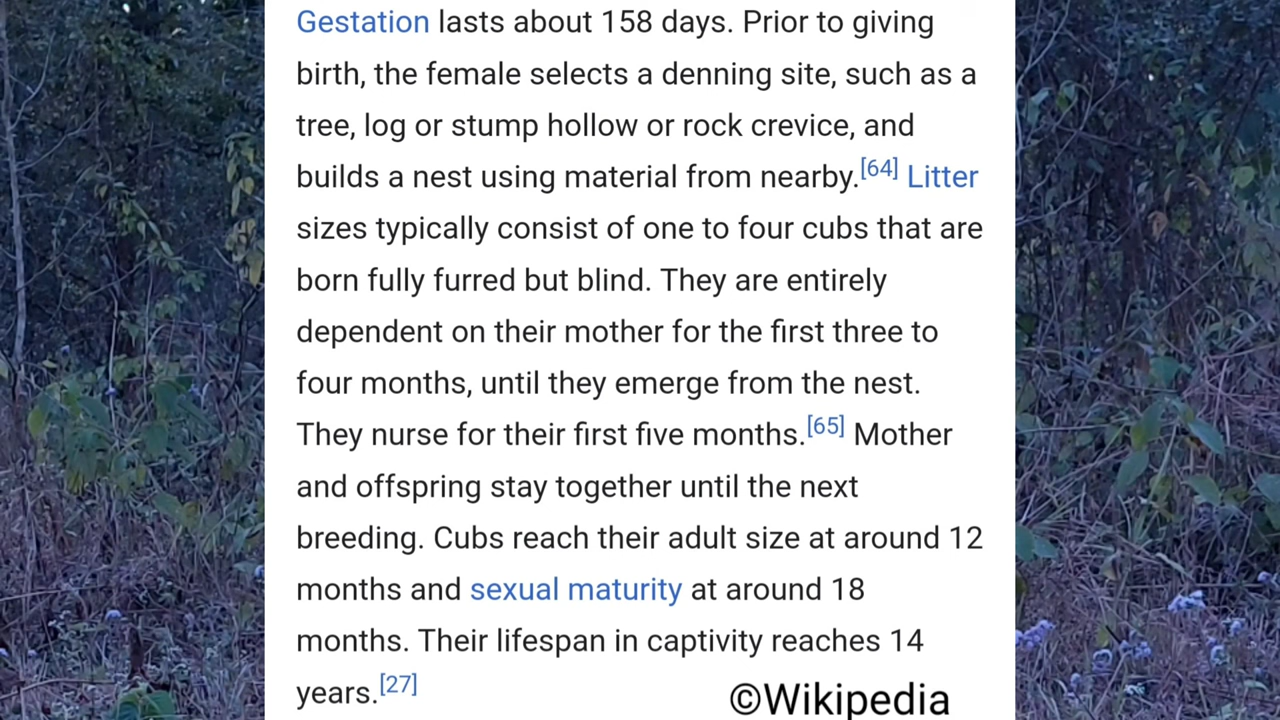 Gestation lasts about 158 days. Prior to giving
birth, the female selects a denning site, such as a
tree, log or stump hollow or rock crevice, and
builds a nest using material from nearby.[64] Litter
sizes typically consist of one to four cubs that are
born fully furred but blind. They are entirely
dependent on their mother for the first three to
four months, until they emerge from the nest.
They nurse for their first five months.[65] Mother
and offspring stay together until the next
breeding. Cubs reach their adult size at around 12
months and sexual maturity at around 18
months. Their lifespan in captivity reaches 14
years.[27]
©Wikipedia